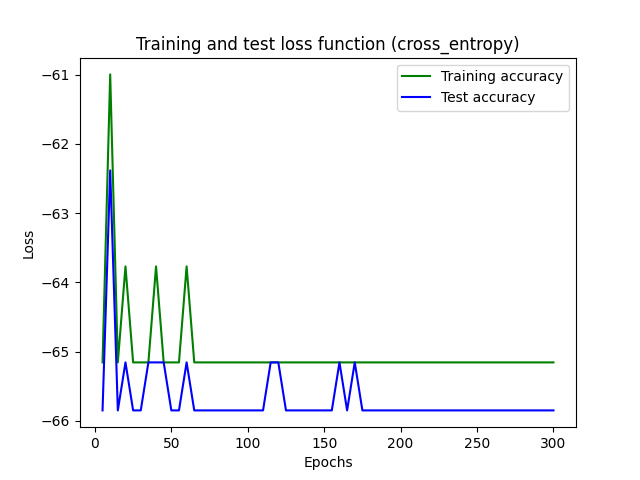 Training and test loss function (cross_entropy)
Training accuracy
Test accuracy
Loss
−61
−62
−63
−64
−65
−66
0
50
100
150
200
250
300
Epochs